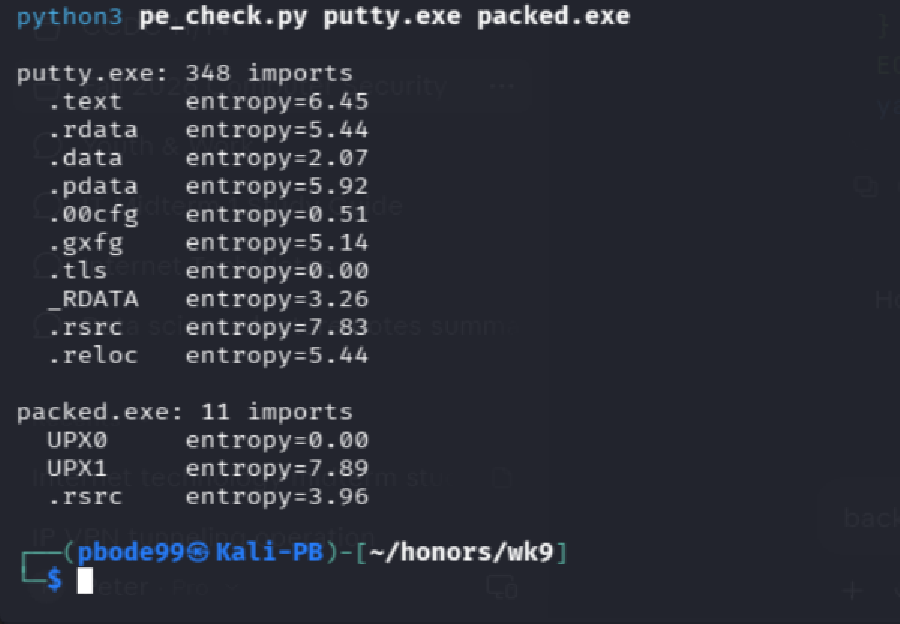 python3 pe_check.py putty.exe packed.exe
putty.exe: 348 imports
.text entropy=6.45
.rdata entropy=5.44
.data entropy=2.07
.pdata entropy=5.92
.00cfg entropy=0.51
.gxfg entropy=5.14
.tls entropy=0.00
_RDATA entropy=3.26
.rsrc entropy=7.83
.reloc entropy=5.44
packed.exe: 11 imports
UPX0 entropy=0.00
UPX1 entropy=7.89
.rsrc entropy=3.96
┌──(pbode99㉿Kali-PB)-[~/honors/wk9]
└─$